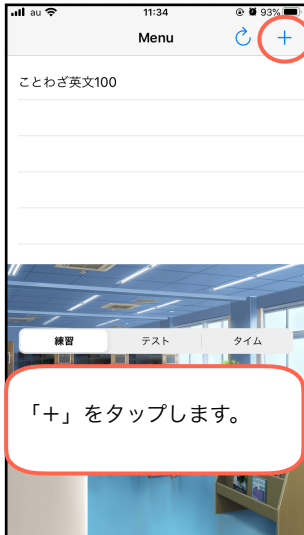 au 11:34 93%
Menu +
ことわざ英文100
練習 テスト タイム
「+」をタップします。